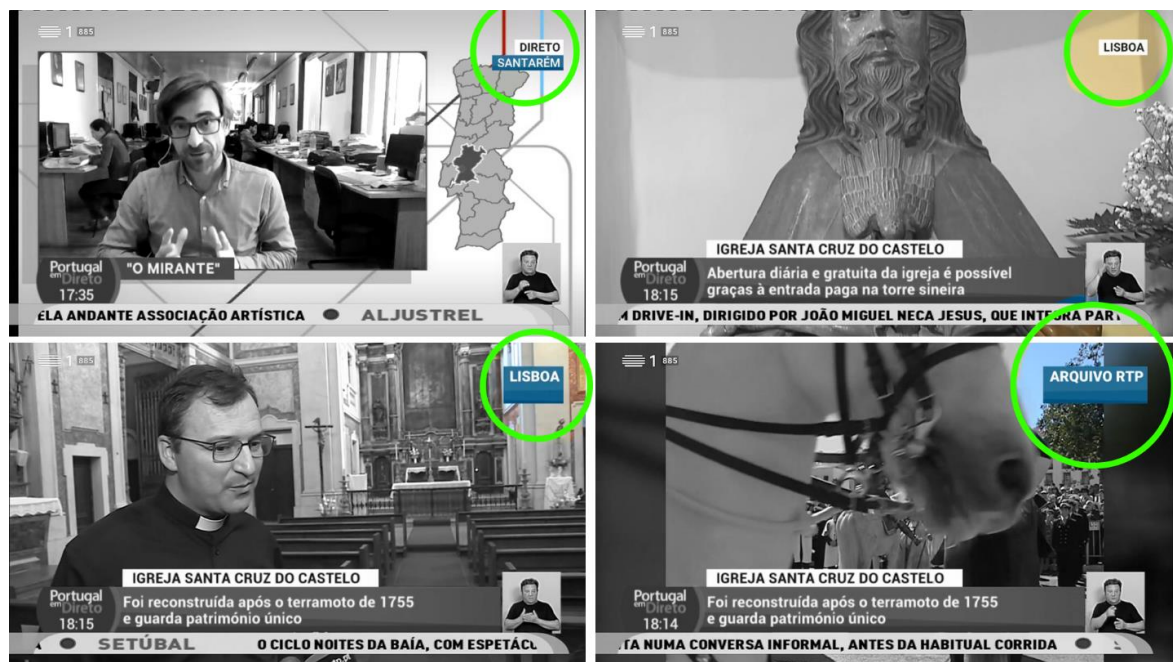 1 885
DIRETO
SANTARÉM
"O MIRANTE"
Portugal
em Direto
17:35
ELA ANDANTE ASSOCIAÇÃO ARTÍSTICA ● ALJUSTREL
1 885
LISBOA
IGREJA SANTA CRUZ DO CASTELO
Portugal
em Direto
18:15
Abertura diária e gratuita da igreja é possível
graças à entrada paga na torre sineira
M DRIVE-IN, DIRIGIDO POR JOÃO MIGUEL NECA JESUS, QUE INTEGRA PART
1 885
LISBOA
IGREJA SANTA CRUZ DO CASTELO
Portugal
em Direto
18:15
Foi reconstruída após o terramoto de 1755
e guarda património único
A ● SETÚBAL O CICLO NOITES DA BAÍA, COM ESPETÁCU
1 885
ARQUIVO RTP
IGREJA SANTA CRUZ DO CASTELO
Portugal
em Direto
18:14
Foi reconstruída após o terramoto de 1755
e guarda património único
TA NUMA CONVERSA INFORMAL, ANTES DA HABITUAL CORRIDA ●